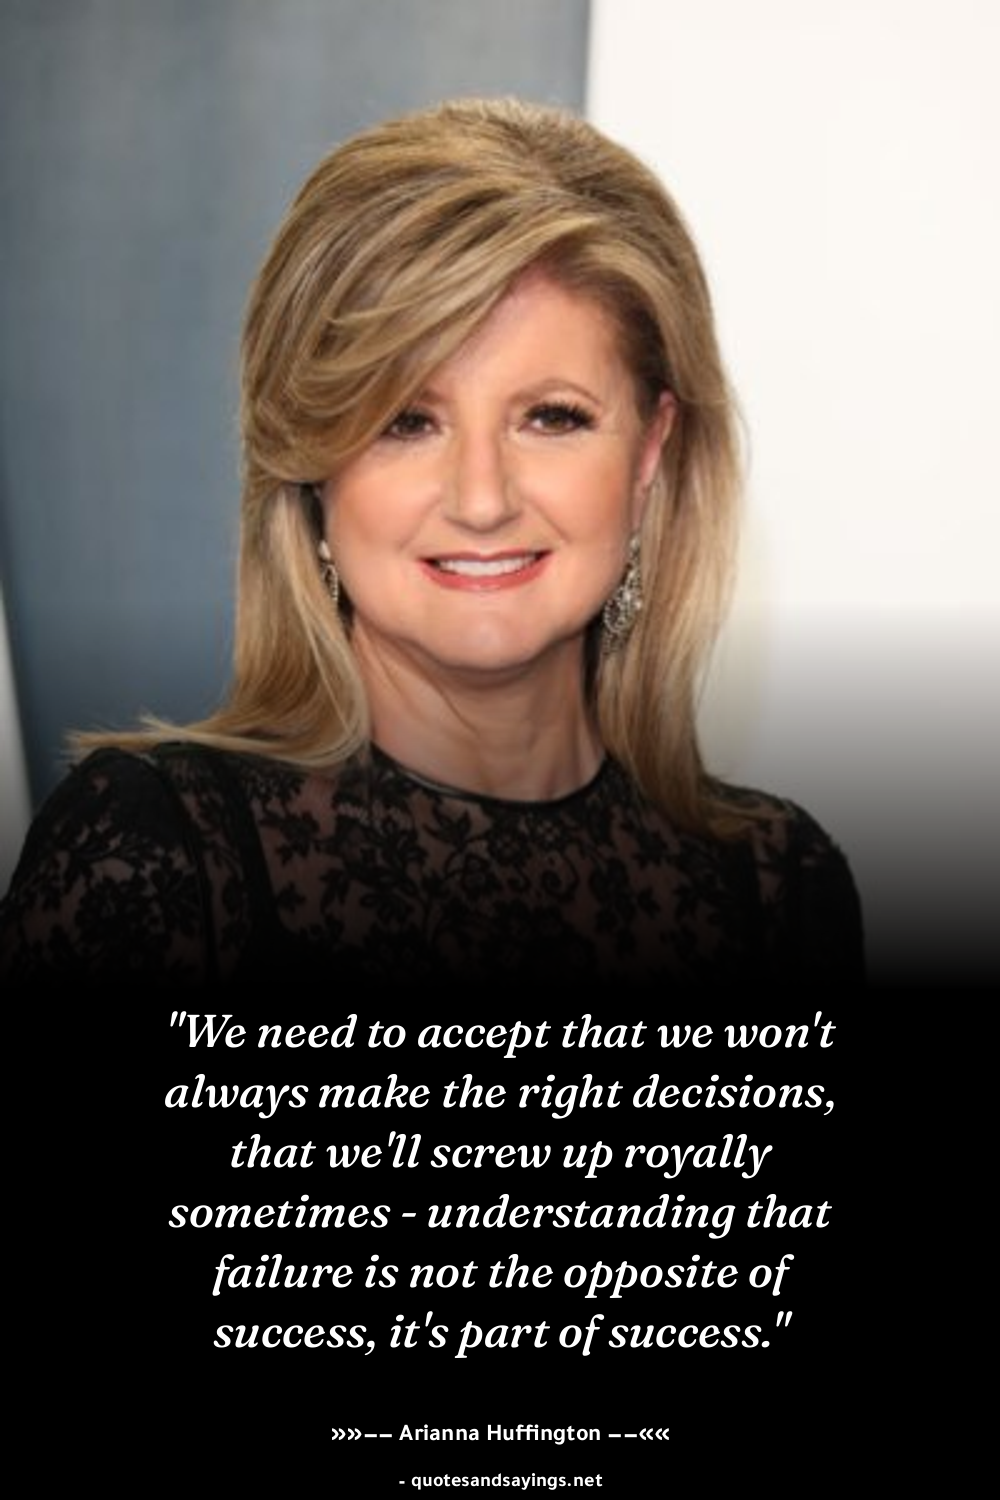 "We need to accept that we won't
always make the right decisions,
that we'll screw up royally
sometimes - understanding that
failure is not the opposite of
success, it's part of success."
»»–– Arianna Huffington ––««
- quotesandsayings.net